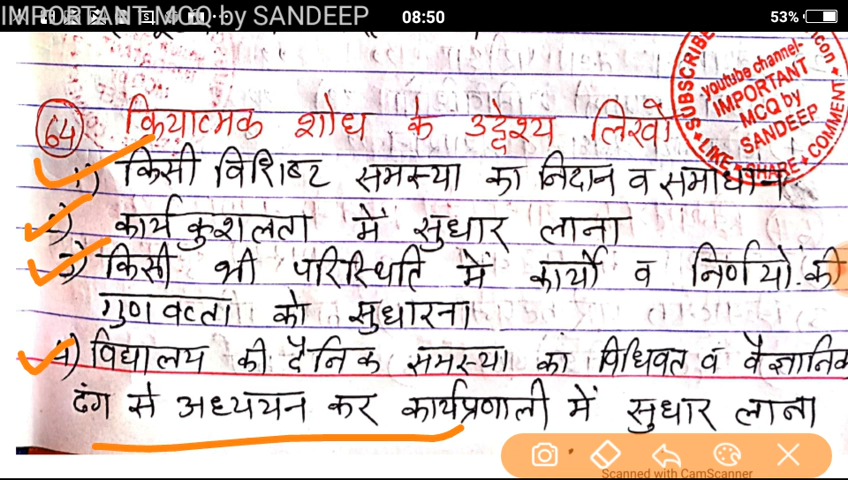 IMPORTANT MCQ by SANDEEP 08:50 53%
SUBSCRIBE
youtube channel-
IMPORTANT
MCQ by
SANDEEP
LIKE SHARE COMMENT
64 क्रियात्मक शोध के उद्देश्य लिखों
1) किसी विशिष्ट समस्या का निदान व समाधान
2) कार्य कुशलता में सुधार लाना
3) किसी भी परिस्थिति में कार्यों व निर्णयों की
गुणवत्ता को सुधारना
4) विद्यालय की दैनिक समस्या का विधिवत व वैज्ञानिक
ढंग से अध्ययन कर कार्यप्रणाली में सुधार लाना
Scanned with CamScanner